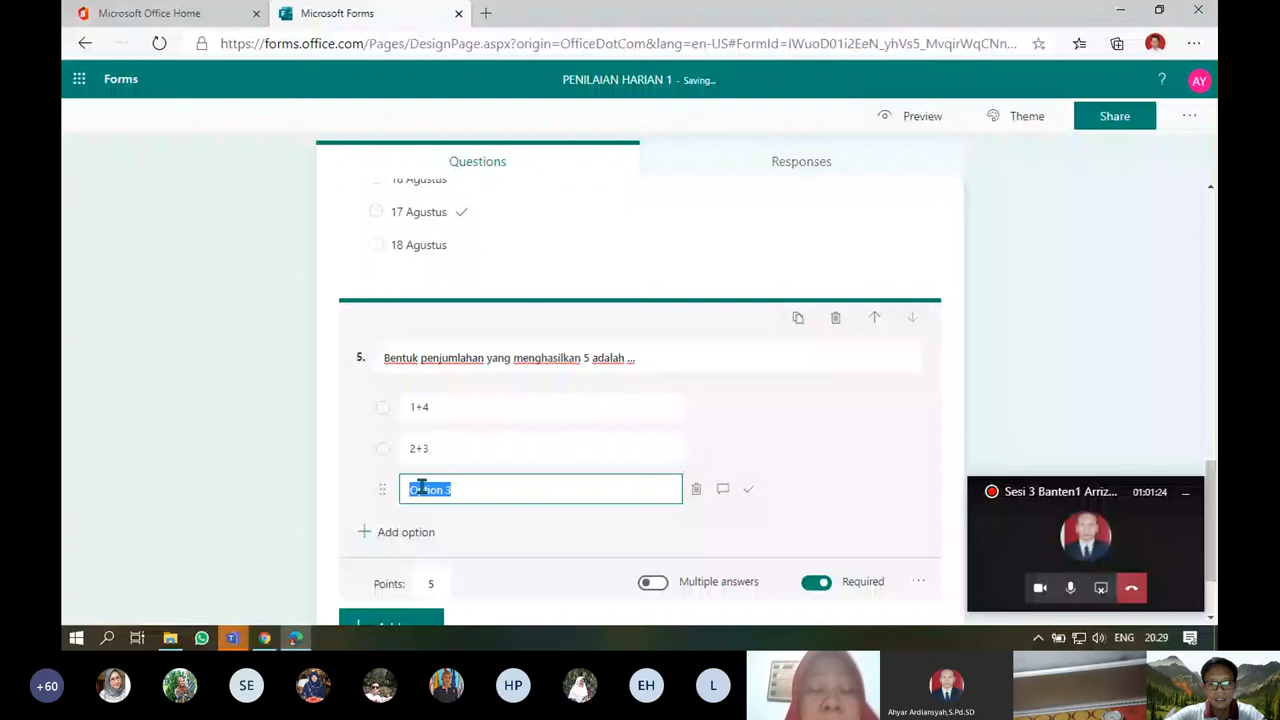 Microsoft Office Home
Microsoft Forms
https://forms.office.com/Pages/DesignPage.aspx?origin=OfficeDotCom&lang=en-US#FormId=IWuoD01i2EeN_yhVs5_MvqirWqCNn...
Forms
PENILAIAN HARIAN 1 - Saving...
?
AY
Preview
Theme
Share
Questions
Responses
16 Agustus
17 Agustus
18 Agustus
5. Bentuk penjumlahan yang menghasilkan 5 adalah ...
1+4
2+3
Option 3
Add option
Points: 5
Multiple answers
Required
Sesi 3 Banten1 Arriz... 01:01:24
ENG 20.29
+60
SE
HP
EH
L
Ahyar Ardiansyah,S.Pd.SD